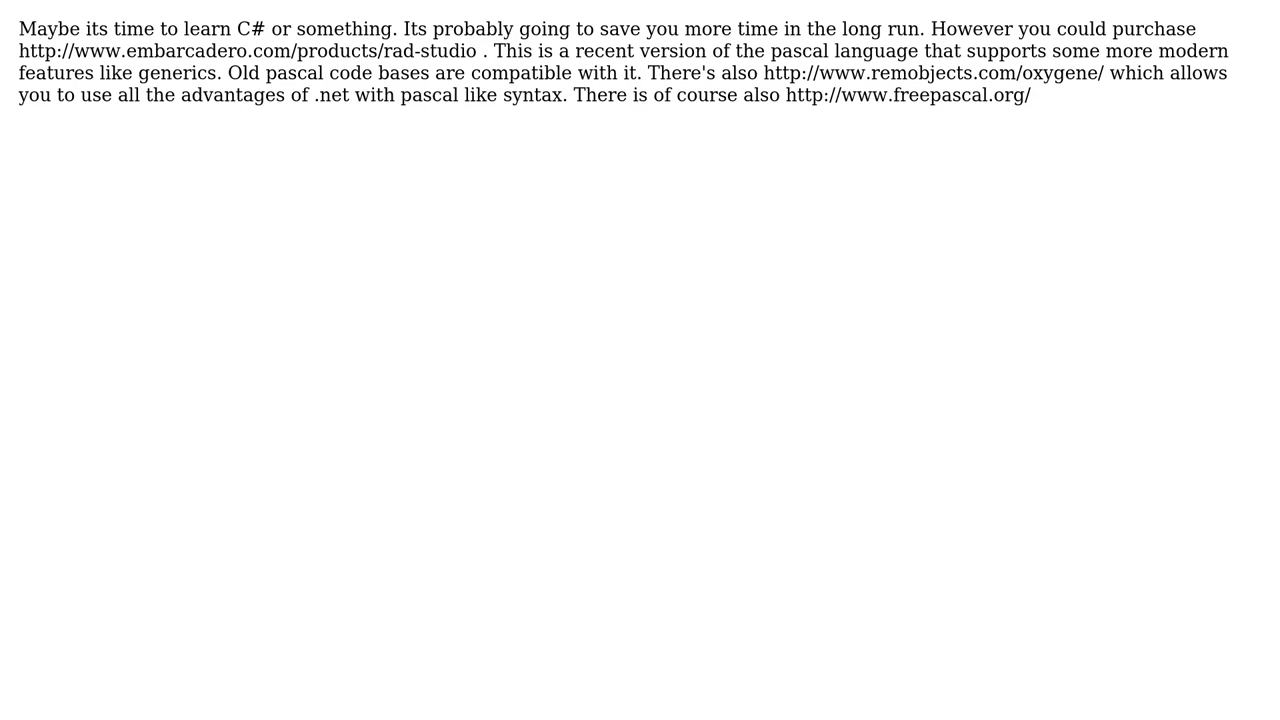 Maybe its time to learn C# or something. Its probably going to save you more time in the long run. However you could purchase
http://www.embarcadero.com/products/rad-studio . This is a recent version of the pascal language that supports some more modern
features like generics. Old pascal code bases are compatible with it. There's also http://www.remobjects.com/oxygene/ which allows
you to use all the advantages of .net with pascal like syntax. There is of course also http://www.freepascal.org/